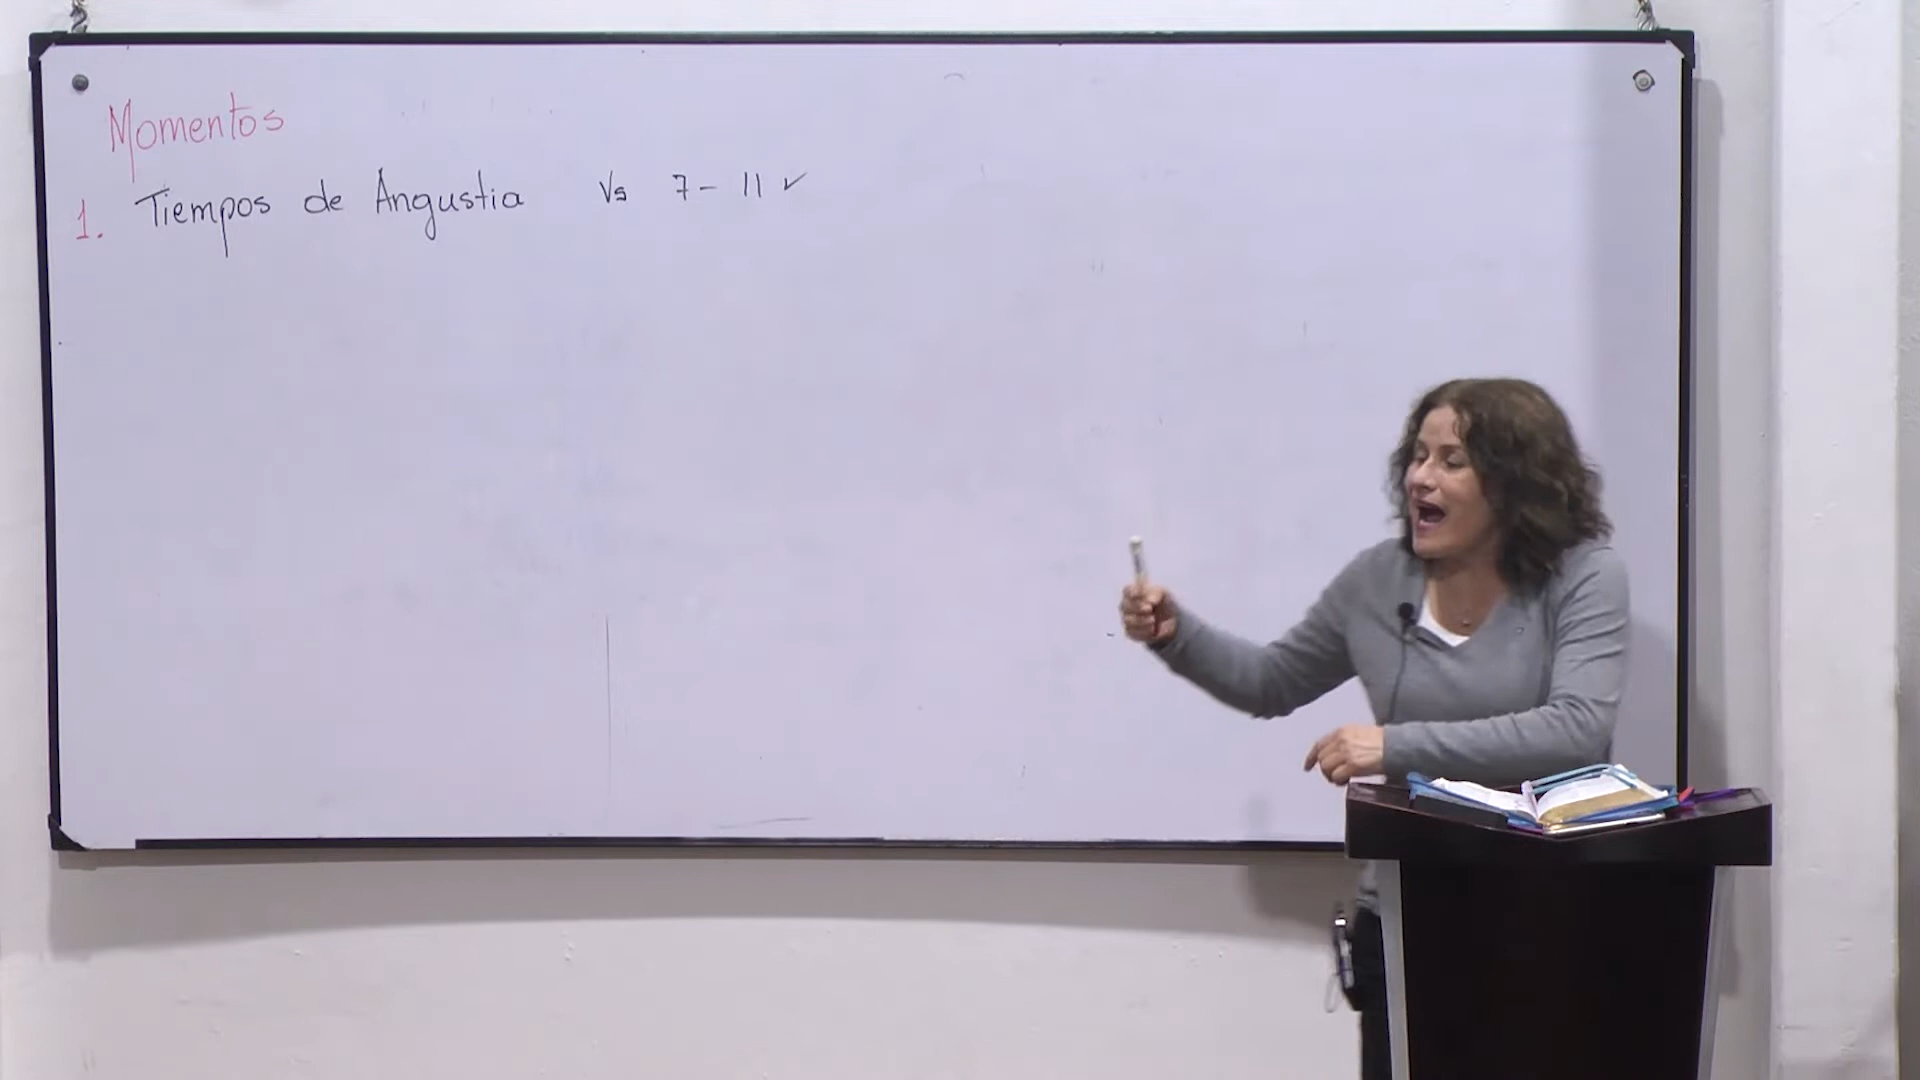 Momentos
1. Tiempos de Angustia Vs 7 - 11 ✓